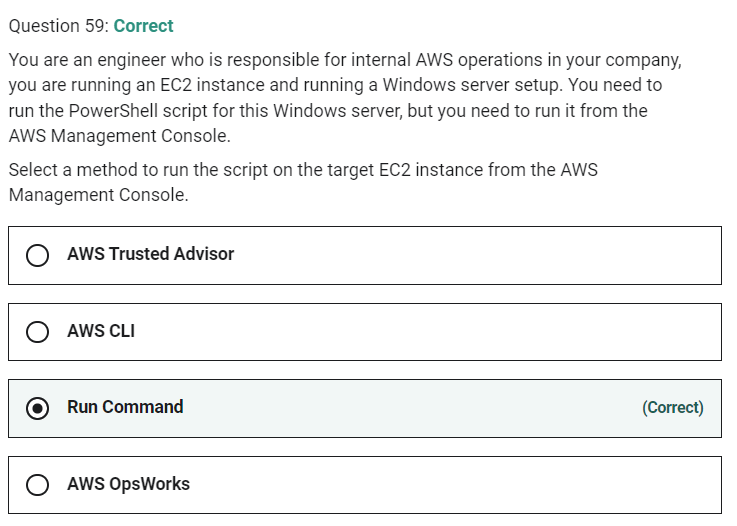 Question 59: Correct
You are an engineer who is responsible for internal AWS operations in your company,
you are running an EC2 instance and running a Windows server setup. You need to
run the PowerShell script for this Windows server, but you need to run it from the
AWS Management Console.
Select a method to run the script on the target EC2 instance from the AWS
Management Console.
AWS Trusted Advisor
AWS CLI
Run Command (Correct)
AWS OpsWorks